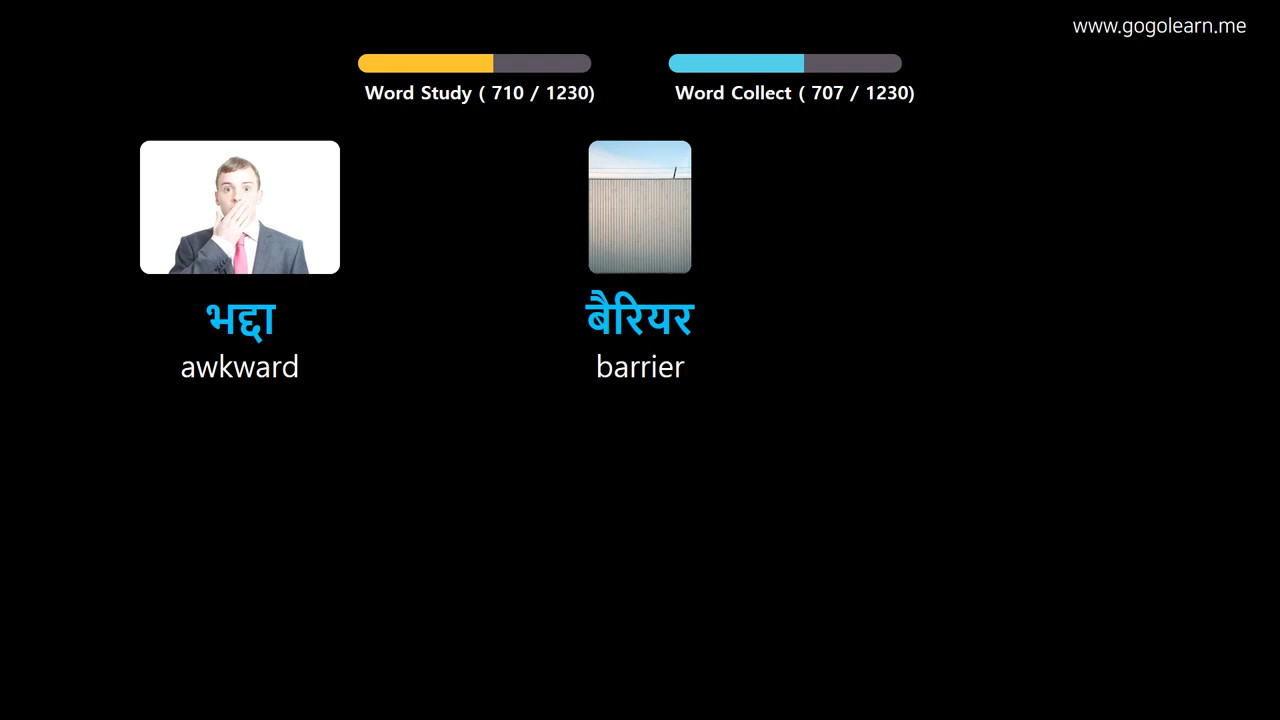 www.gogolearn.me
Word Study ( 710 / 1230)
Word Collect ( 707 / 1230)
भद्दा
awkward
बैरियर
barrier